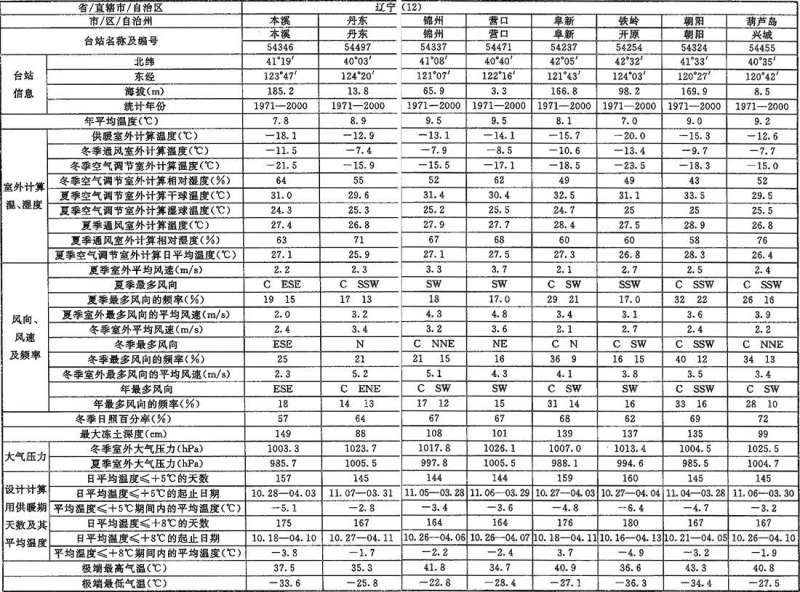 省/直辖市/自治区 辽宁(12)
市/区/自治州 本溪 丹东 锦州 营口 阜新 铁岭 朝阳 葫芦岛
台站名称及编号 本溪 丹东 锦州 营口 阜新 开原 朝阳 兴城
54346 54497 54337 54471 54237 54254 54324 54455
台站信息 北纬 41°19′ 40°03′ 41°08′ 40°40′ 42°05′ 42°32′ 41°33′ 40°35′
东经 123°47′ 124°20′ 121°07′ 122°16′ 121°43′ 124°03′ 120°27′ 120°42′
海拔(m) 185.2 13.8 65.9 3.3 166.8 98.2 169.9 8.5
统计年份 1971—2000 1971—2000 1971—2000 1971—2000 1971—2000 1971—2000 1971—2000 1971—2000
年平均温度(℃) 7.8 8.9 9.5 9.5 8.1 7.0 9.0 9.2
室外计算温、湿度 供暖室外计算温度(℃) −18.1 −12.9 −13.1 −14.1 −15.7 −20.0 −15.3 −12.6
冬季通风室外计算温度(℃) −11.5 −7.4 −7.9 −8.5 −10.6 −13.4 −9.7 −7.7
冬季空气调节室外计算温度(℃) −21.5 −15.9 −15.5 −17.1 −18.5 −23.5 −18.3 −15.0
冬季空气调节室外计算相对湿度(%) 64 55 52 62 49 49 43 52
夏季空气调节室外计算干球温度(℃) 31.0 29.6 31.4 30.4 32.5 31.1 33.5 29.5
夏季空气调节室外计算湿球温度(℃) 24.3 25.3 25.2 25.5 24.7 25 25 25.5
夏季通风室外计算温度(℃) 27.4 26.8 27.9 27.7 28.4 27.5 28.9 26.8
夏季通风室外计算相对湿度(%) 63 71 67 68 60 60 58 76
夏季空气调节室外计算日平均温度(℃) 27.1 25.9 27.1 27.5 27.3 26.8 28.3 26.4
风向、风速及频率 夏季室外平均风速(m/s) 2.2 2.3 3.3 3.7 2.1 2.7 2.5 2.4
夏季最多风向 C ESE C SSW SW SW C SW SSW C SSW C SSW
夏季最多风向的频率(%) 19 15 17 13 18 17.0 29 21 17.0 32 22 26 16
夏季室外最多风向的平均风速(m/s) 2.0 3.2 4.3 4.8 3.4 3.1 3.6 3.9
冬季室外平均风速(m/s) 2.4 3.4 3.2 3.6 2.1 2.7 2.4 2.2
冬季最多风向 ESE N C NNE NE C N C SW C SSW C NNE
冬季最多风向的频率(%) 25 21 21 15 16 36 9 16 15 40 12 34 13
冬季室外最多风向的平均风速(m/s) 2.3 5.2 5.1 4.3 4.1 3.8 3.5 3.4
年最多风向 ESE C ENE C SW SW C SW SW C SSW C SW
年最多风向的频率(%) 18 14 13 17 12 15 31 14 16 33 16 28 10
冬季日照百分率(%) 57 64 67 67 68 62 69 72
最大冻土深度(cm) 149 88 108 101 139 137 135 99
大气压力 冬季室外大气压力(hPa) 1003.3 1023.7 1017.8 1026.1 1007.0 1013.4 1004.5 1025.5
夏季室外大气压力(hPa) 985.7 1005.5 997.8 1005.5 988.1 994.6 985.5 1004.7
设计计算用供暖期天数及其平均温度 日平均温度≤+5℃的天数 157 145 144 144 159 160 145 145
日平均温度≤+5℃的起止日期 10.28—04.03 11.07—03.31 11.05—03.28 11.06—03.29 10.27—04.03 10.27—04.04 11.04—03.28 11.06—03.30
平均温度≤+5℃期间内的平均温度(℃) −5.1 −2.8 −3.4 −3.6 −4.8 −6.4 −4.7 −3.2
日平均温度≤+8℃的天数 175 167 164 164 176 180 167 167
日平均温度≤+8℃的起止日期 10.18—04.10 10.27—04.11 10.26—04.06 10.26—04.07 10.18—04.11 10.16—04.13 10.21—04.05 10.26—04.10
平均温度≤+8℃期间内的平均温度(℃) −3.8 −1.7 −2.2 −2.4 3.7 −4.9 −3.2 −1.9
极端最高气温(℃) 37.5 35.3 41.8 34.7 40.9 36.6 43.3 40.8
极端最低气温(℃) −33.6 −25.8 −22.8 −28.4 −27.1 −36.3 −34.4 −27.5